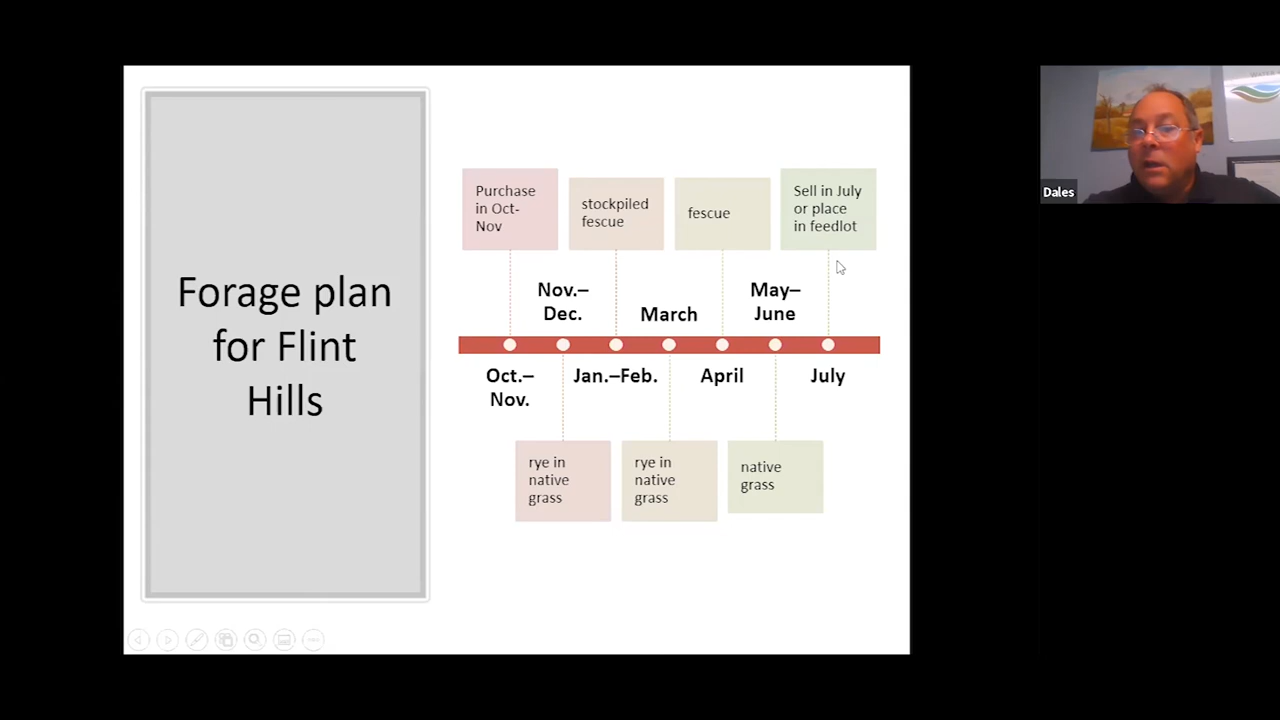 Forage plan
for Flint
Hills
Purchase
in Oct-
Nov
stockpiled
fescue
fescue
Sell in July
or place
in feedlot
Nov.–
Dec.
March
May–
June
Oct.–
Nov.
Jan.–Feb.
April
July
rye in
native
grass
rye in
native
grass
native
grass
Dales